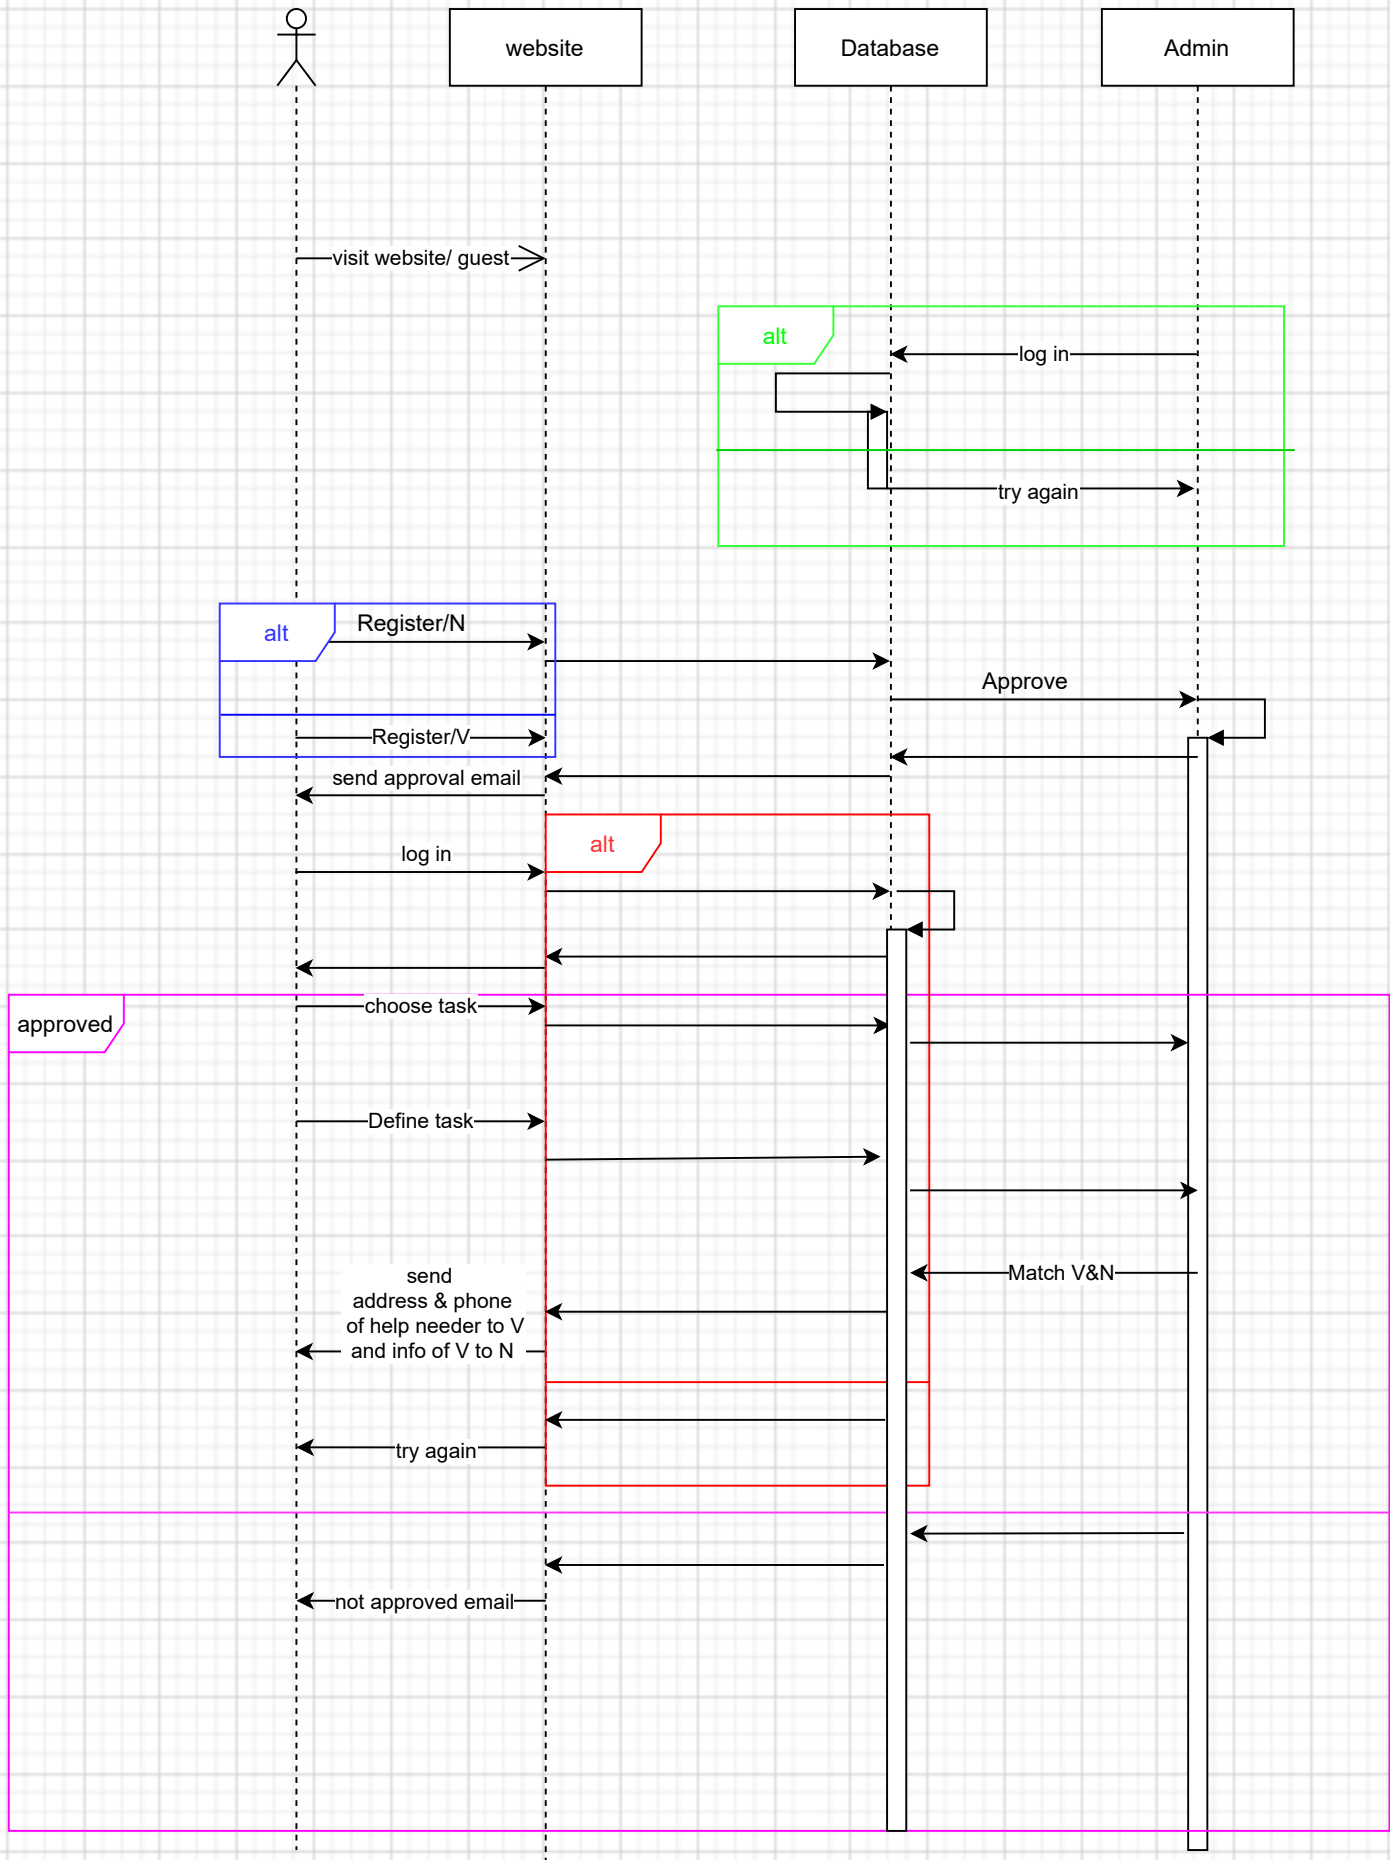 website
Database
Admin
visit website/ guest
alt
log in
try again
alt
Register/N
Approve
Register/V
send approval email
alt
log in
approved
choose task
Define task
Match V&N
send
address & phone
of help needer to V
and info of V to N
try again
not approved email